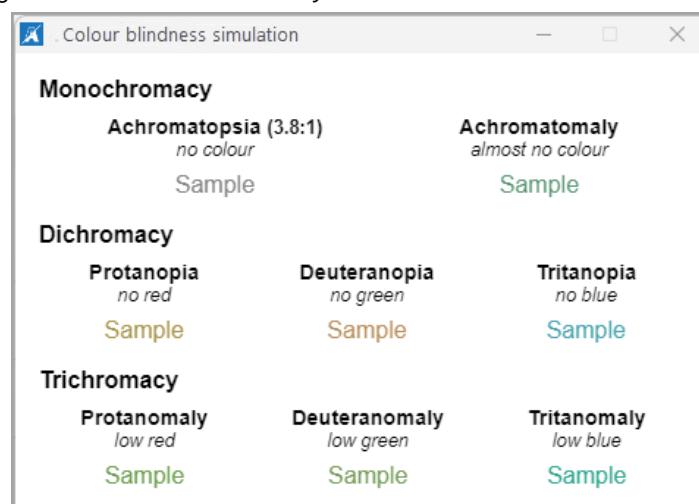 Colour blindness simulation
Monochromacy
Achromatopsia (3.8:1) Achromatomaly
no colour almost no colour
Sample Sample
Dichromacy
Protanopia Deuteranopia Tritanopia
no red no green no blue
Sample Sample Sample
Trichromacy
Protanomaly Deuteranomaly Tritanomaly
low red low green low blue
Sample Sample Sample